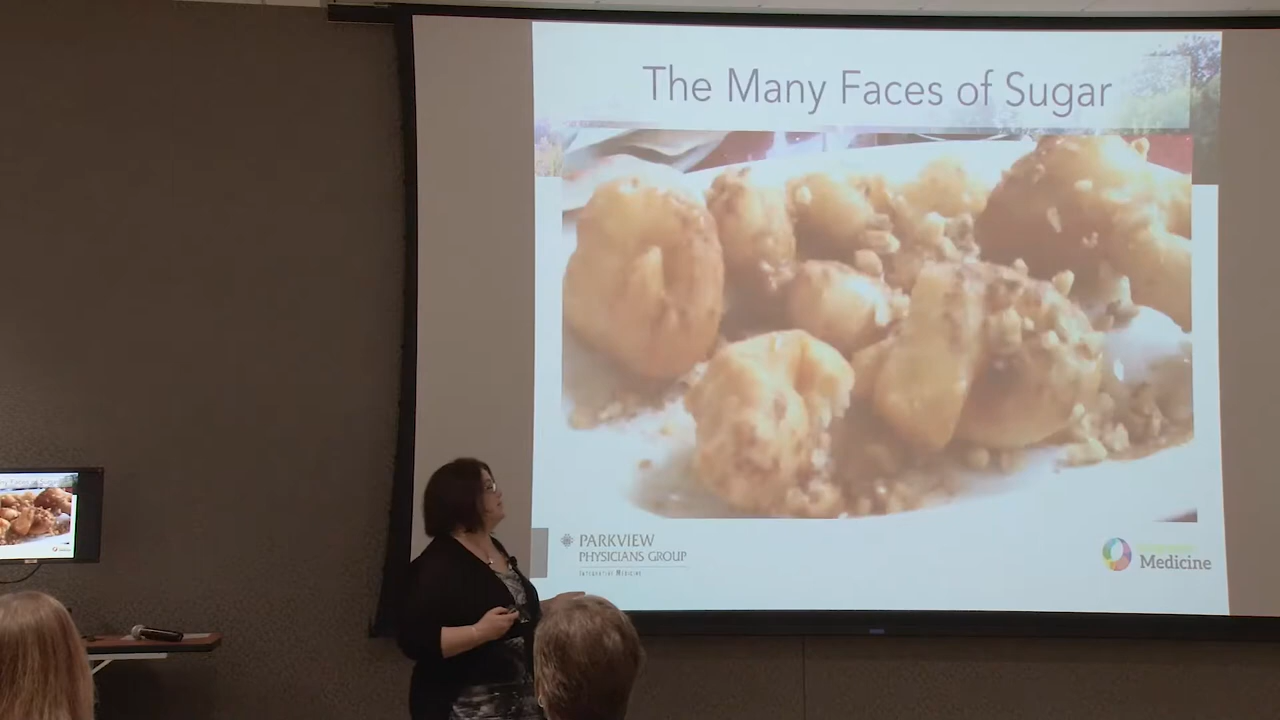 The Many Faces of Sugar
PARKVIEW
PHYSICIANS GROUP
INTEGRATIVE MEDICINE
Medicine